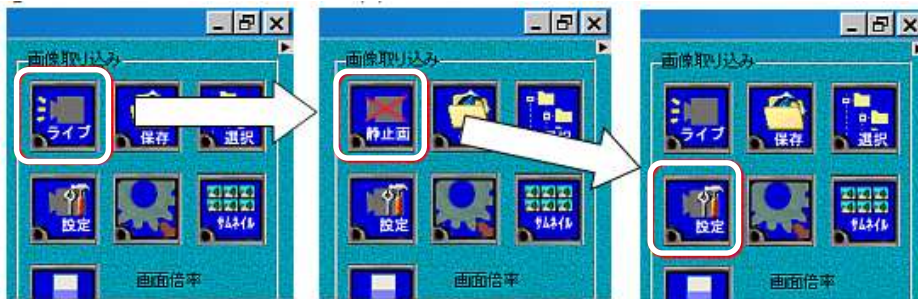 画像取り込み
ライブ
保存
選択
設定
サムネイル
画面倍率
画像取り込み
静止画
設定
サムネイル
画面倍率
画像取り込み
ライブ
保存
選択
設定
サムネイル
画面倍率